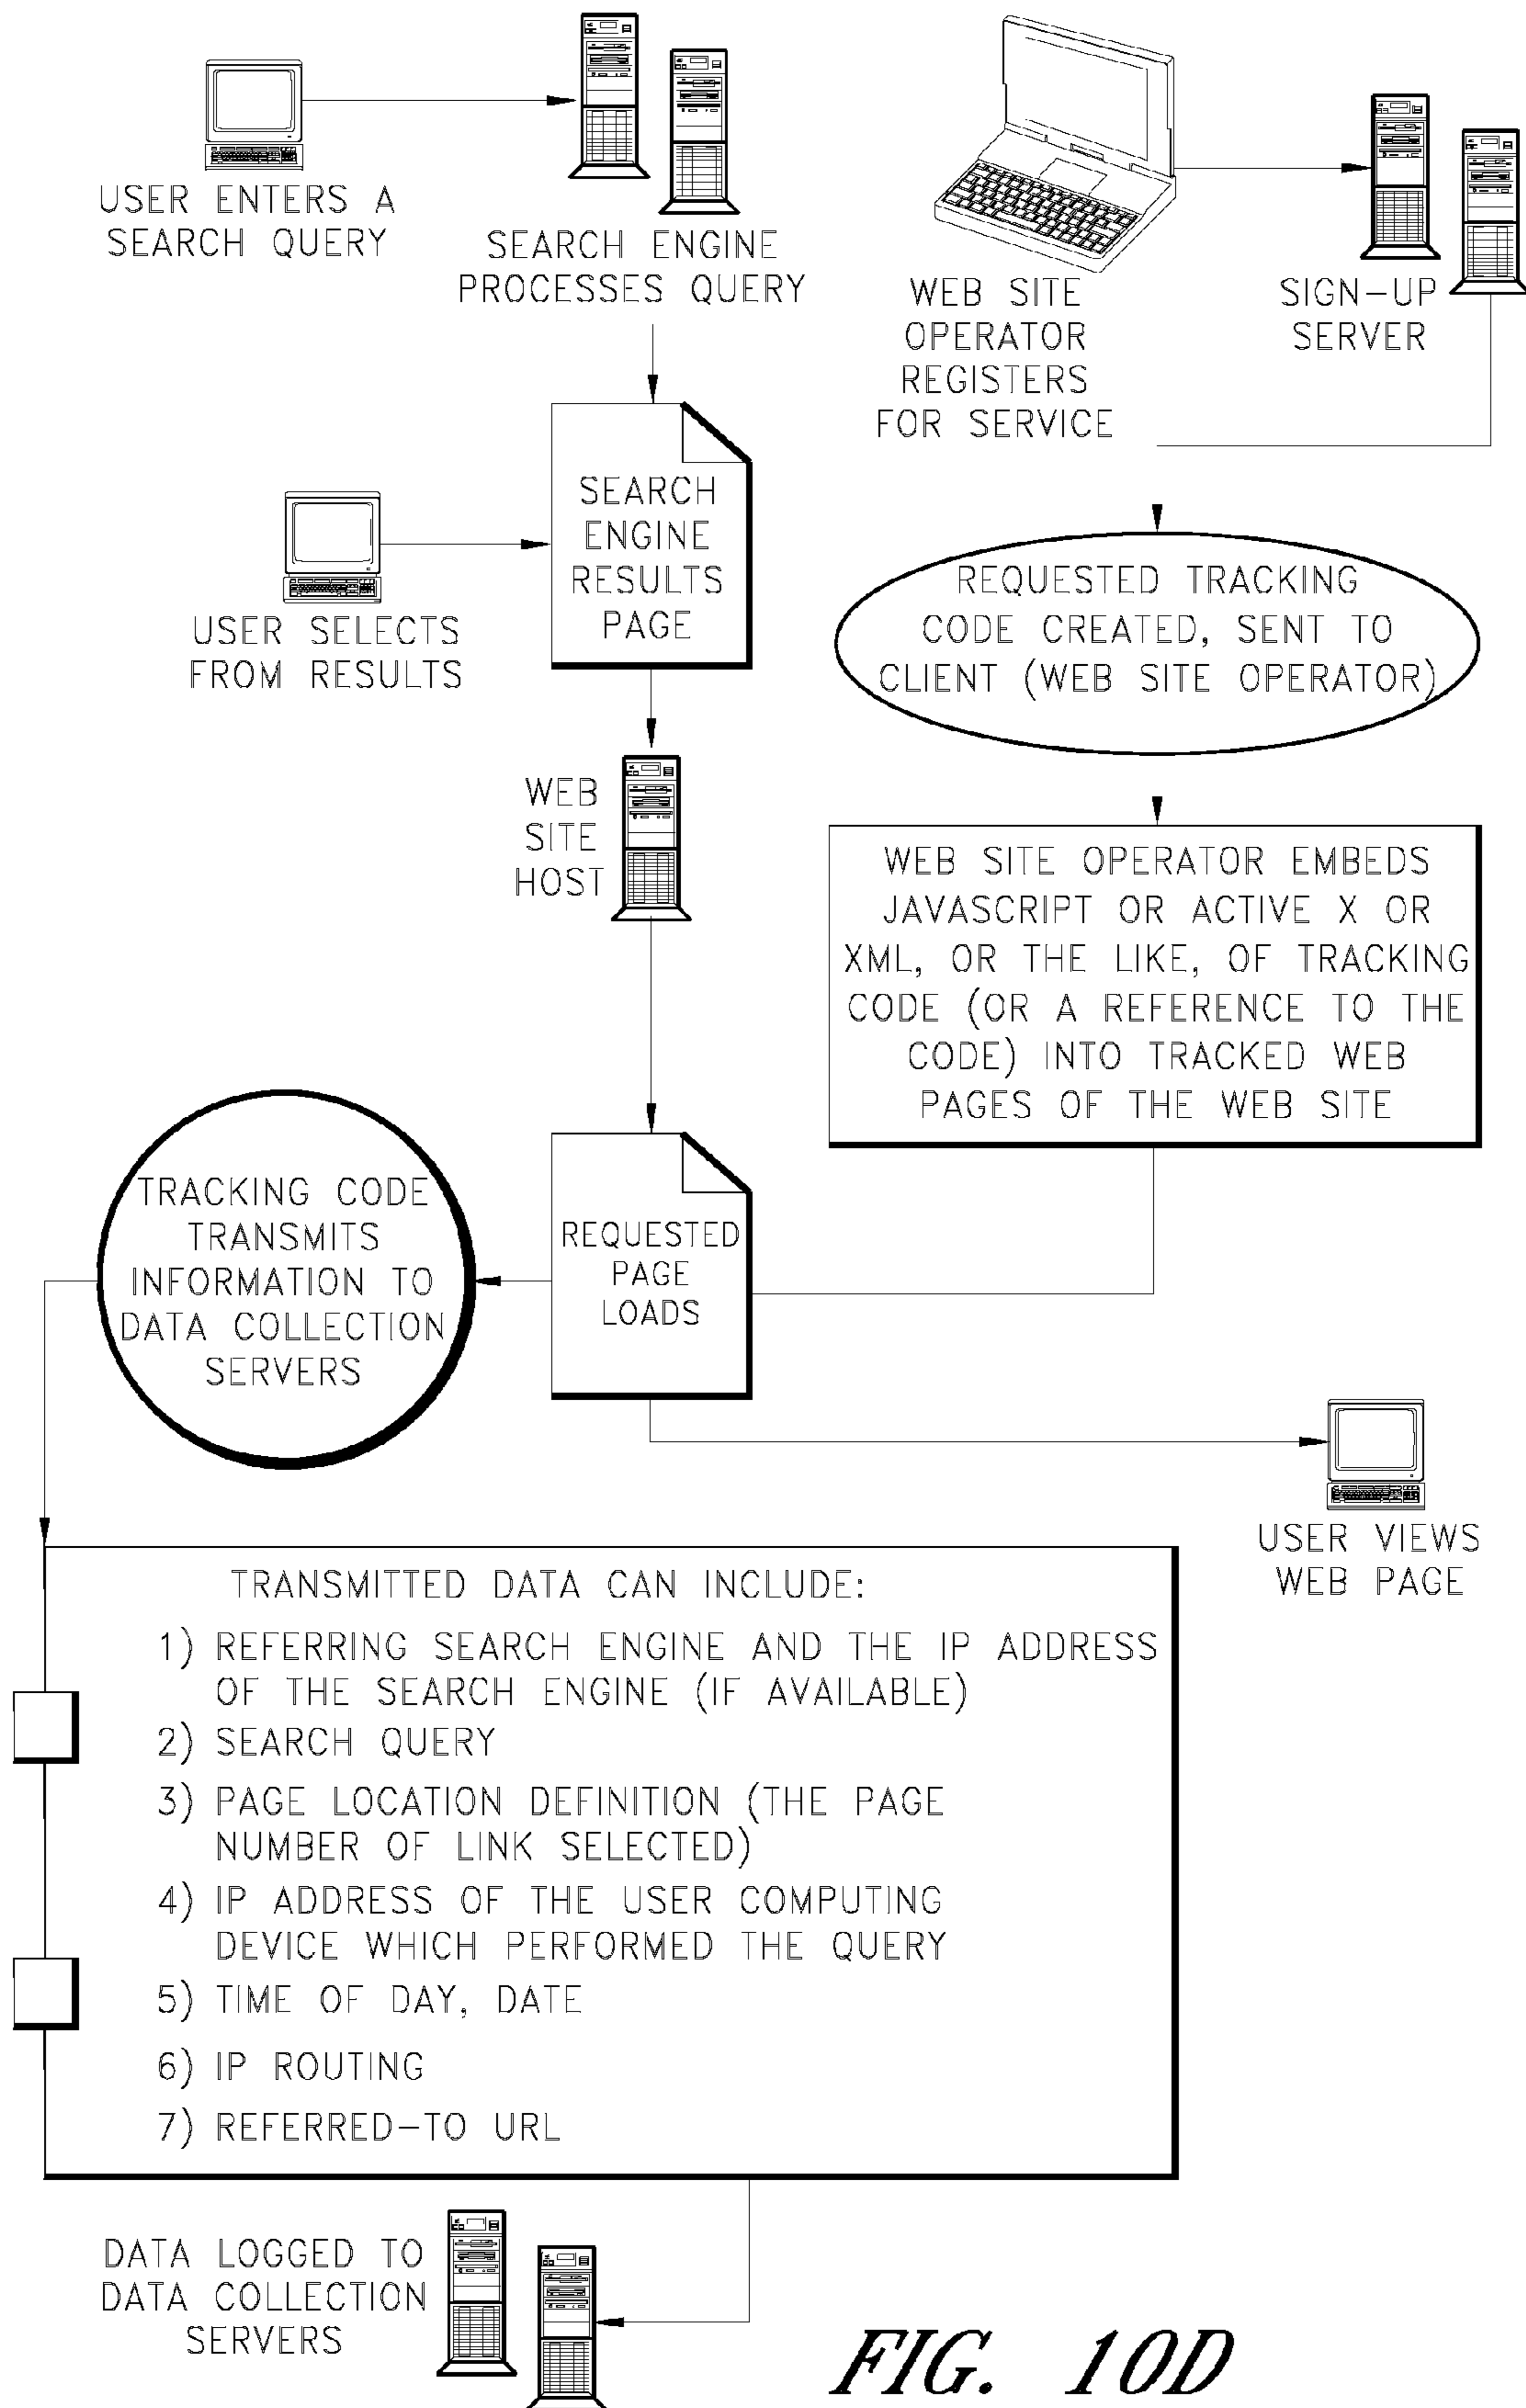 USER ENTERS A
SEARCH QUERY
SEARCH ENGINE
PROCESSES QUERY
WEB SITE
OPERATOR
REGISTERS
FOR SERVICE
SIGN-UP
SERVER
SEARCH
ENGINE
RESULTS
PAGE
USER SELECTS
FROM RESULTS
REQUESTED TRACKING
CODE CREATED, SENT TO
CLIENT (WEB SITE OPERATOR)
WEB
SITE
HOST
WEB SITE OPERATOR EMBEDS
JAVASCRIPT OR ACTIVE X OR
XML, OR THE LIKE, OF TRACKING
CODE (OR A REFERENCE TO THE
CODE) INTO TRACKED WEB
PAGES OF THE WEB SITE
TRACKING CODE
TRANSMITS
INFORMATION TO
DATA COLLECTION
SERVERS
REQUESTED
PAGE
LOADS
USER VIEWS
WEB PAGE
TRANSMITTED DATA CAN INCLUDE:
1) REFERRING SEARCH ENGINE AND THE IP ADDRESS
OF THE SEARCH ENGINE (IF AVAILABLE)
2) SEARCH QUERY
3) PAGE LOCATION DEFINITION (THE PAGE
NUMBER OF LINK SELECTED)
4) IP ADDRESS OF THE USER COMPUTING
DEVICE WHICH PERFORMED THE QUERY
5) TIME OF DAY, DATE
6) IP ROUTING
7) REFERRED-TO URL
DATA LOGGED TO
DATA COLLECTION
SERVERS
FIG. 10D